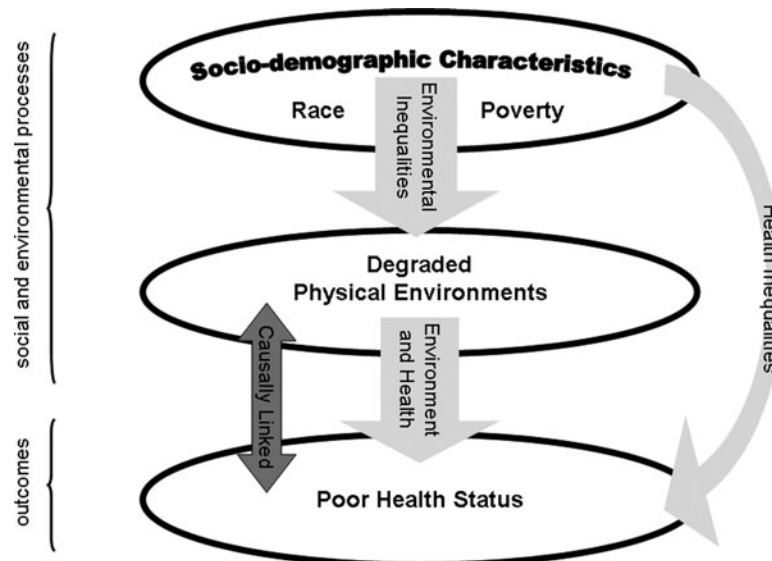 Socio-demographic Characteristics
Race
Poverty
Environmental
Inequalities
Degraded
Physical Environments
Environment
and Health
Causally Linked
Poor Health Status
Health Inequalities
social and environmental processes
outcomes